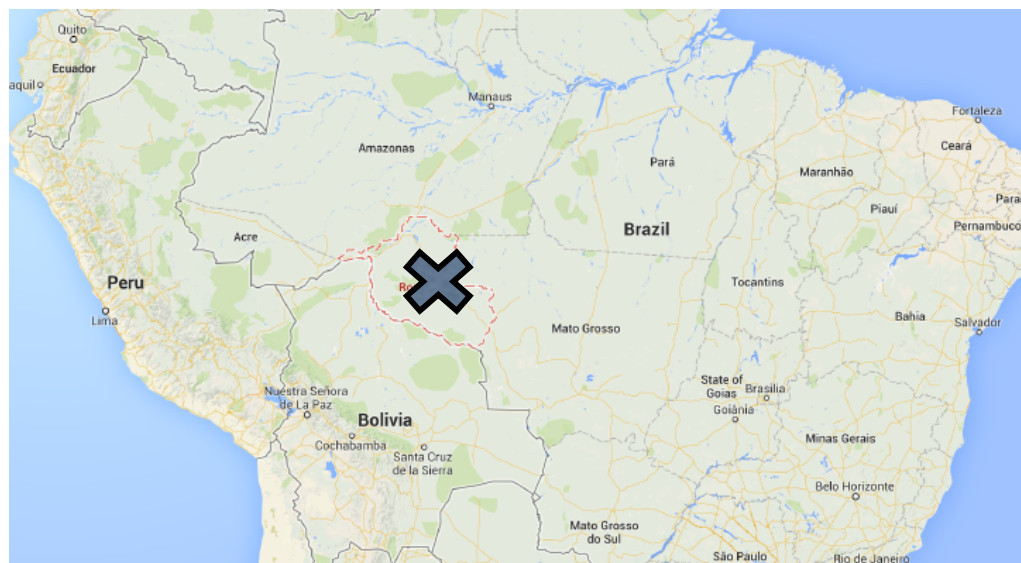 Quito
Ecuador
aquil
Manaus
Fortaleza
Amazonas
Ceará
Pará
Maranhão
Para
Piauí
Pernambuco
Brazil
Acre
Peru
Ro
Tocantins
Lima
Bahia
Salvador
Mato Grosso
State of
Goias
Brasilia
Goiânia
Nuestra Señora
de La Paz
Bolivia
Cochabamba
Santa Cruz
de la Sierra
Minas Gerais
Belo Horizonte
Mato Grosso
do Sul
São Paulo
Rio de Janeiro